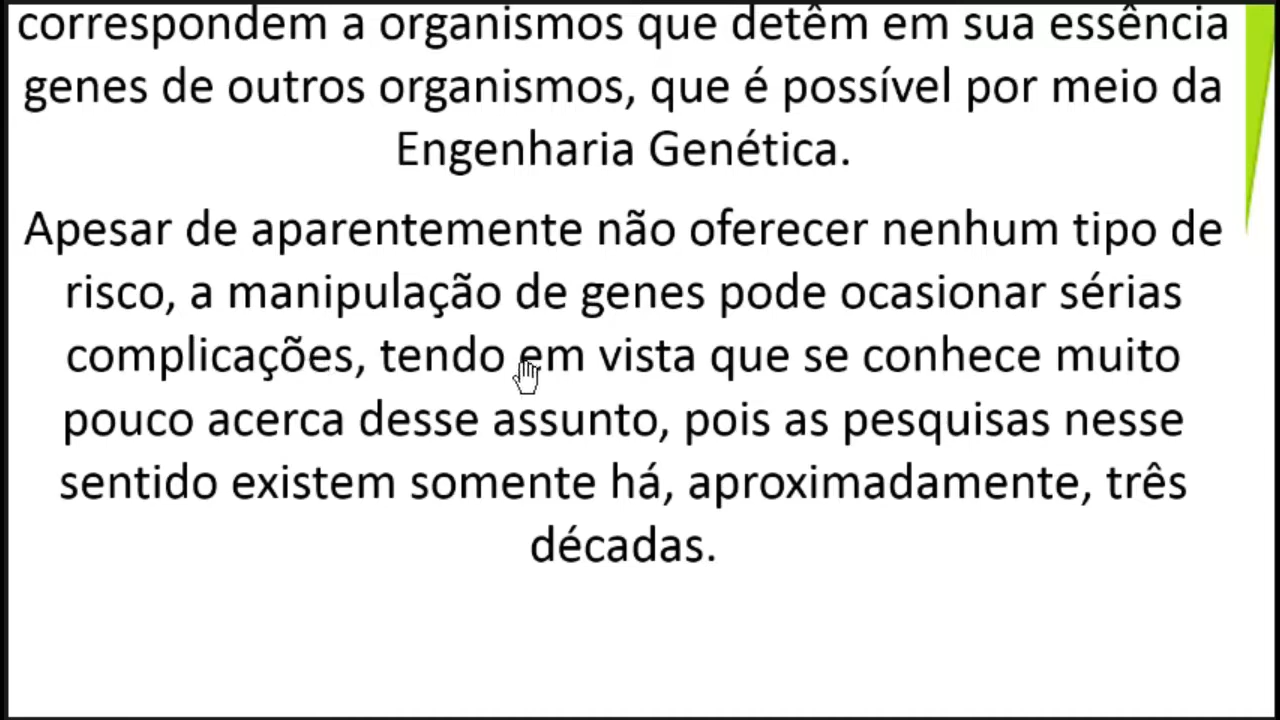 correspondem a organismos que detêm em sua essência
genes de outros organismos, que é possível por meio da
Engenharia Genética.
Apesar de aparentemente não oferecer nenhum tipo de
risco, a manipulação de genes pode ocasionar sérias
complicações, tendo em vista que se conhece muito
pouco acerca desse assunto, pois as pesquisas nesse
sentido existem somente há, aproximadamente, três
décadas.